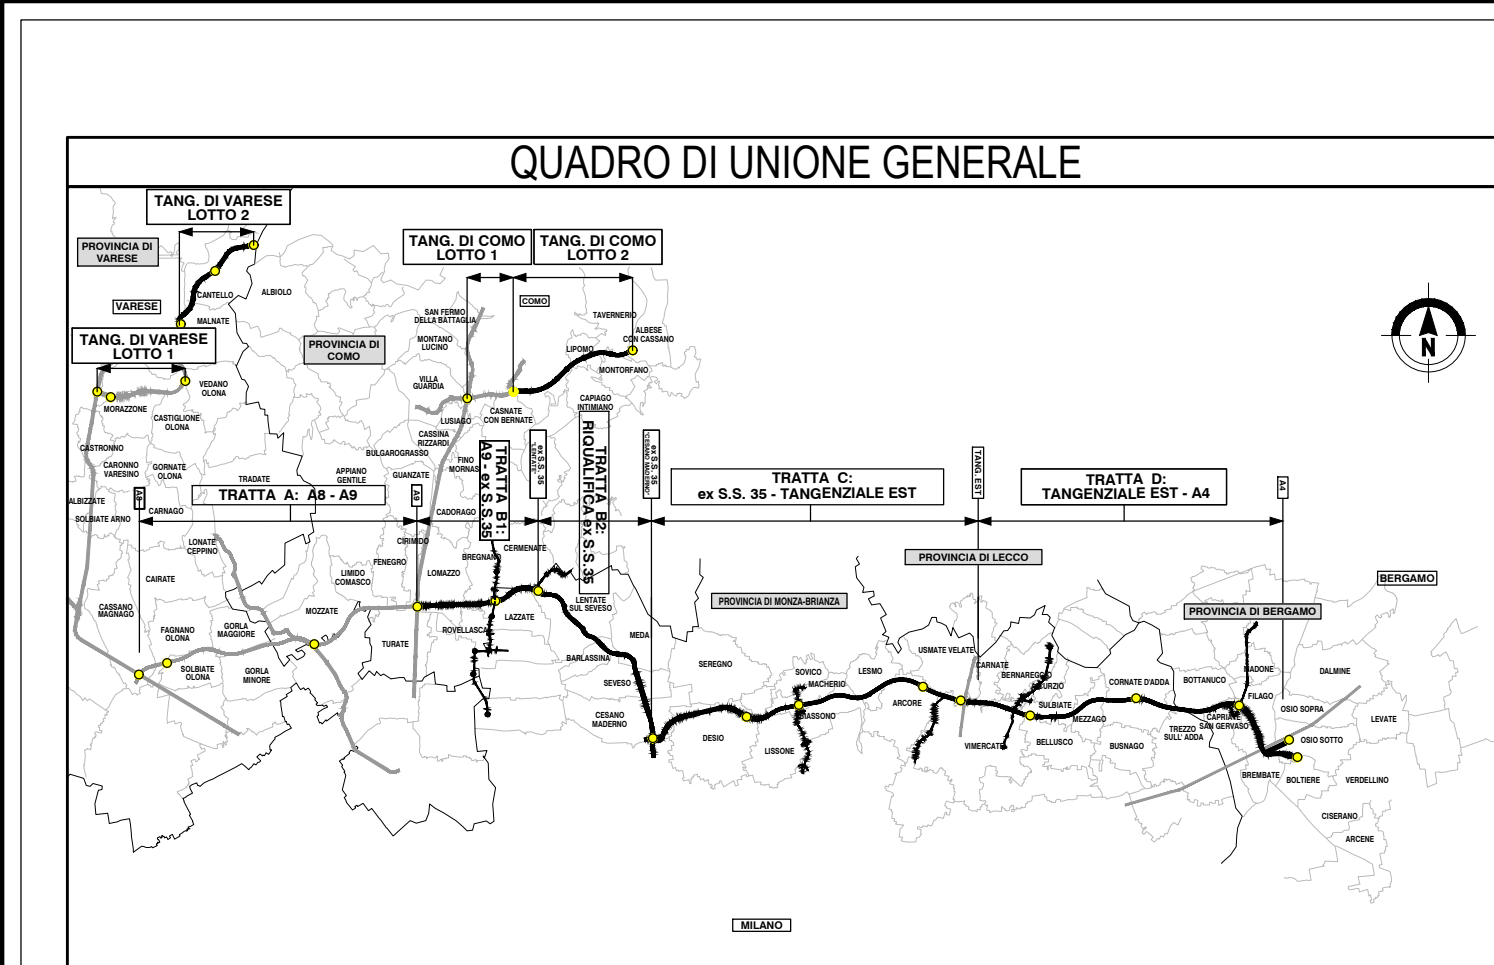 QUADRO DI UNIONE GENERALE
TANG. DI VARESE
LOTTO 2
PROVINCIA DI
VARESE
TANG. DI COMO
LOTTO 1
TANG. DI COMO
LOTTO 2
CANTELLO
ALBIOLO
VARESE
MALNATE
COMO
SAN FERMO
DELLA BATTAGLIA
TAVERNERIO
ALBESE
CON CASSANO
TANG. DI VARESE
LOTTO 1
PROVINCIA DI
COMO
MONTANO
LUCINO
LIPOMO
MONTORFANO
N
VEDANO
OLONA
VILLA
GUARDIA
MORAZZONE
CASTIGLIONE
OLONA
LUSIAGO
CASNATE
CON BERNATE
CAPIAGO
INTIMIANO
CASSINA
RIZZARDI
CASTRONNO
BULGAROGRASSO
CARONNO
VARESINO
GORNATE
OLONA
TRADATE
APPIANO
GENTILE
GUANZATE
FINO
MORNAS
TRATTA B1:
A9 - ex S.S.35
ex S.S. 35
"LENTATE"
TRATTA B2:
RIQUALIFICA ex S.S.35
ex S.S. 35
"CESANO MADERNO"
TRATTA C:
ex S.S. 35 - TANGENZIALE EST
TANG. EST
TRATTA D:
TANGENZIALE EST - A4
A4
ALBIZZATE
A8
TRATTA A: A8 - A9
A9
SOLBIATE ARNO
CARNAGO
CADORAGO
CIRIMIDO
LONATE
CEPPINO
CERMENATE
BREGNANO
FENEGRO
LIMIDO
COMASCO
LOMAZZO
PROVINCIA DI LECCO
CAIRATE
BERGAMO
CASSANO
MAGNAGO
MOZZATE
LENTATE
SUL SEVESO
PROVINCIA DI MONZA-BRIANZA
PROVINCIA DI BERGAMO
LAZZATE
FAGNANO
OLONA
GORLA
MAGGIORE
TURATE
ROVELLASCA
MEDA
BARLASSINA
SEREGNO
USMATE VELATE
SOLBIATE
OLONA
GORLA
MINORE
SEVESO
SOVICO
MACHERIO
LESMO
CARNATE
BERNAREGGIO
CORNATE D'ADDA
BOTTANUCO
MADONE
DALMINE
FILAGO
ARCORE
SULBIATE
OSIO SOPRA
CESANO
MADERNO
BIASSONO
MEZZAGO
CAPRIATE
SAN GERVASO
LEVATE
DESIO
LISSONE
VIMERCATE
BELLUSCO
BUSNAGO
TREZZO
SULL' ADDA
OSIO SOTTO
BREMBATE
BOLTIERE
VERDELLINO
CISERANO
ARCENE
MILANO